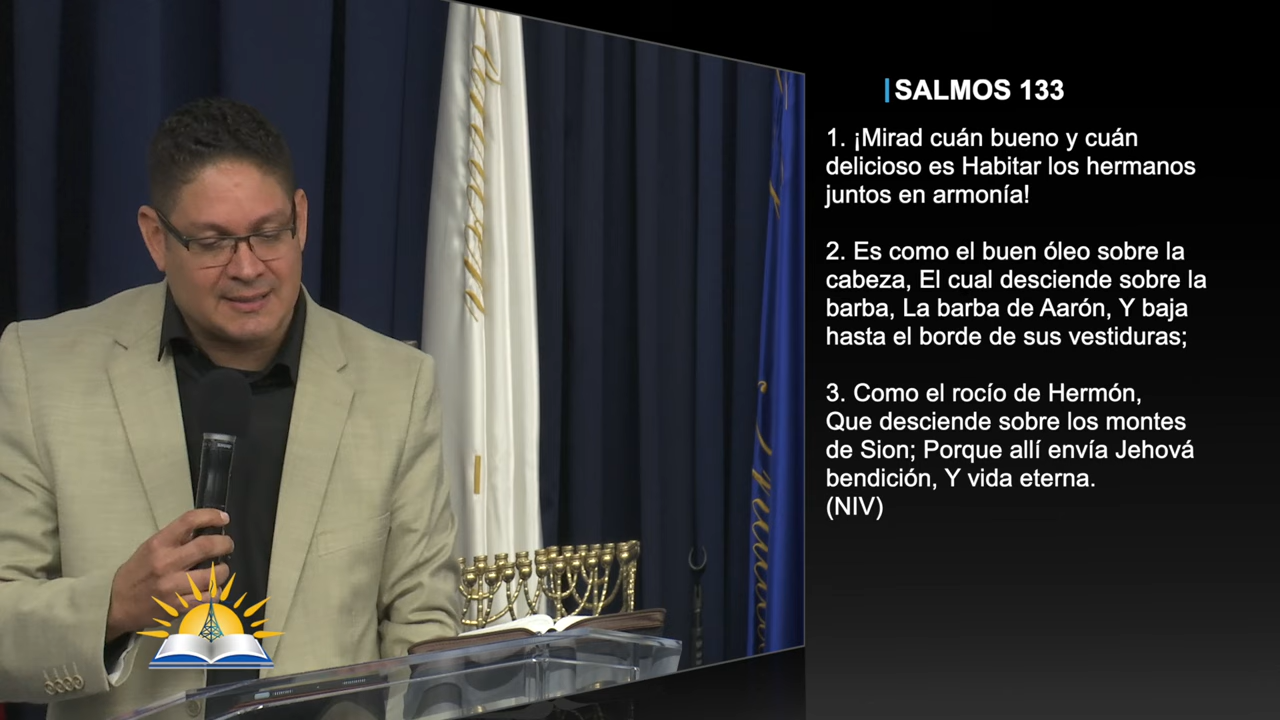 SALMOS 133
1. ¡Mirad cuán bueno y cuán
delicioso es Habitar los hermanos
juntos en armonía!
2. Es como el buen óleo sobre la
cabeza, El cual desciende sobre la
barba, La barba de Aarón, Y baja
hasta el borde de sus vestiduras;
3. Como el rocío de Hermón,
Que desciende sobre los montes
de Sion; Porque allí envía Jehová
bendición, Y vida eterna.
(NIV)